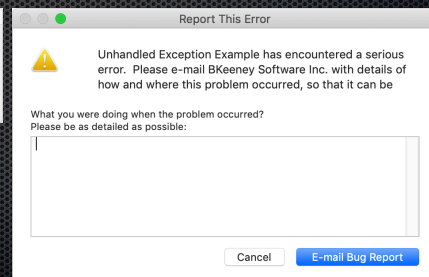 Report This Error
Unhandled Exception Example has encountered a serious
error.  Please e-mail BKeeney Software Inc. with details of
how and where this problem occurred, so that it can be
What you were doing when the problem occurred?
Please be as detailed as possible:
Cancel
E-mail Bug Report